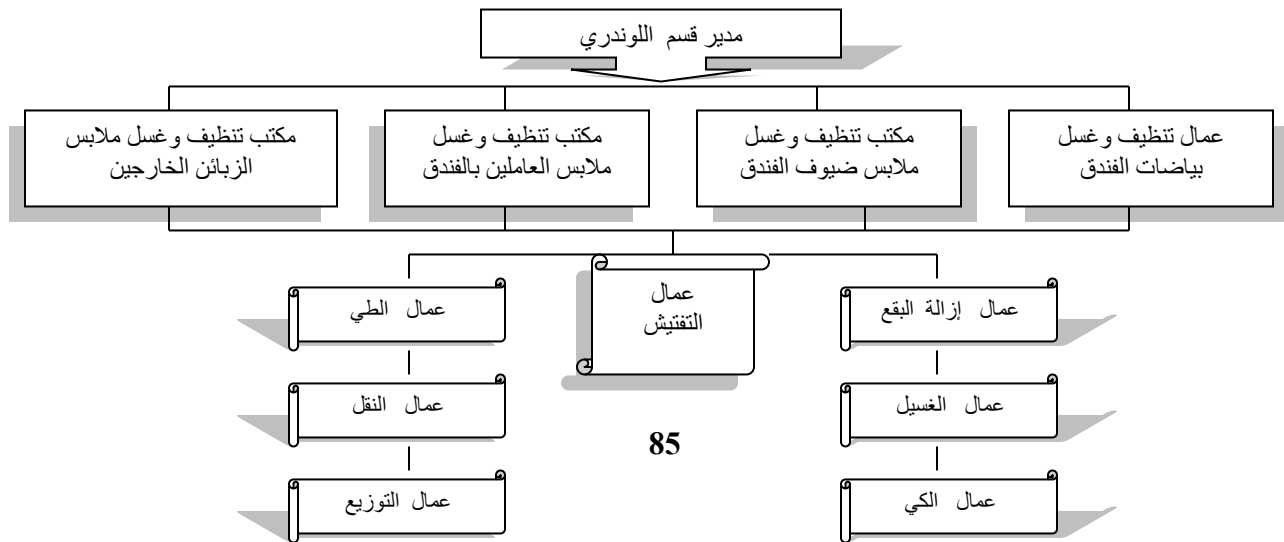 مدير قسم اللوندري
عمال تنظيف وغسل
بياضات الفندق
مكتب تنظيف وغسل
ملابس ضيوف الفندق
مكتب تنظيف وغسل
ملابس العاملين بالفندق
مكتب تنظيف وغسل ملابس
الزبائن الخارجين
عمال إزالة البقع
عمال
التفتيش
عمال الطي
عمال الغسيل
عمال النقل
85
عمال الكي
عمال التوزيع